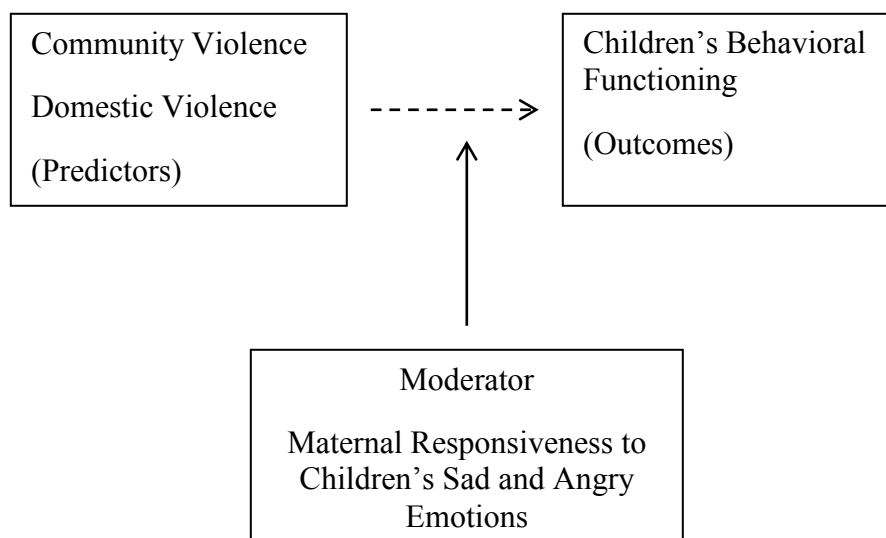 Community Violence
Domestic Violence
(Predictors)
Children’s Behavioral
Functioning
(Outcomes)
Moderator
Maternal Responsiveness to
Children’s Sad and Angry
Emotions